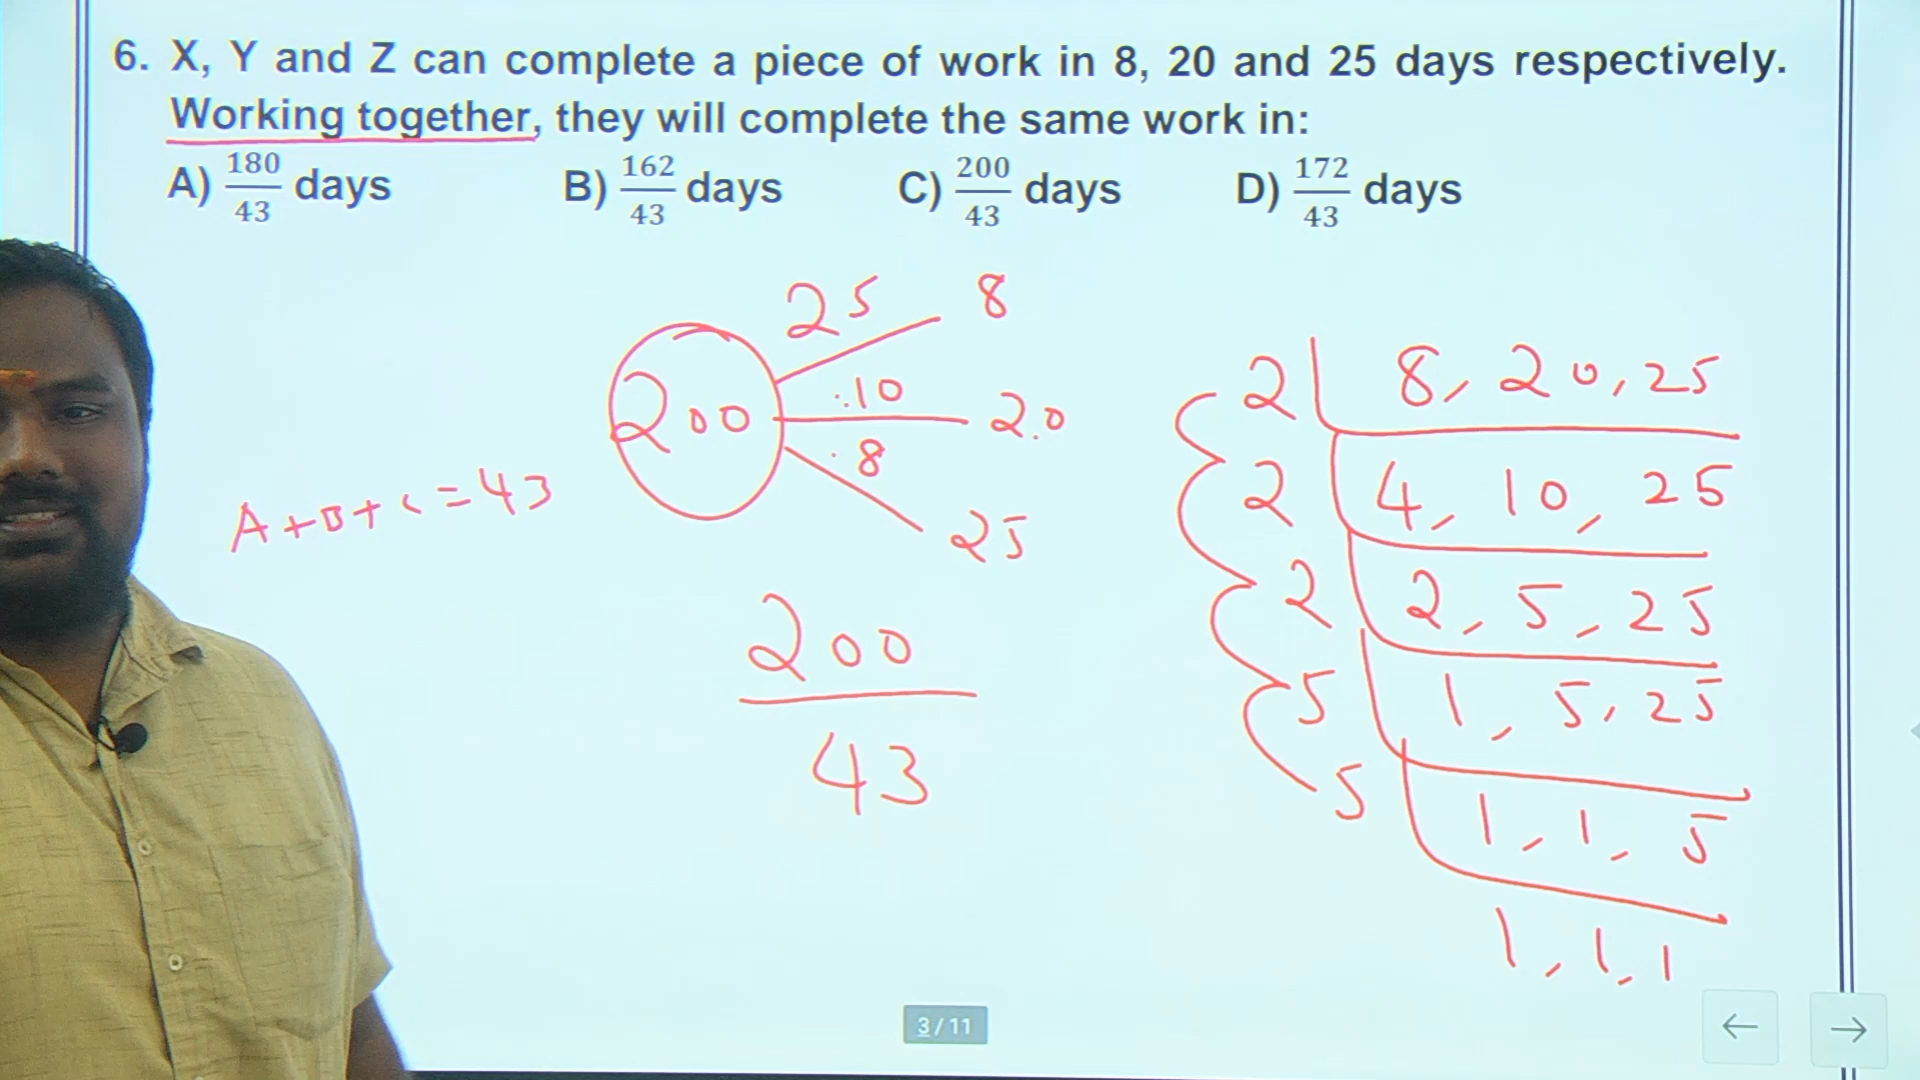 6. X, Y and Z can complete a piece of work in 8, 20 and 25 days respectively.
Working together, they will complete the same work in:
A) 180/43 days B) 162/43 days C) 200/43 days D) 172/43 days
25 8
200 10 20
8
25
A+B+C=43
200
43
2 8, 20, 25
2 4, 10, 25
2 2, 5, 25
5 1, 5, 25
5 1, 1, 5
1, 1, 1
3 / 11